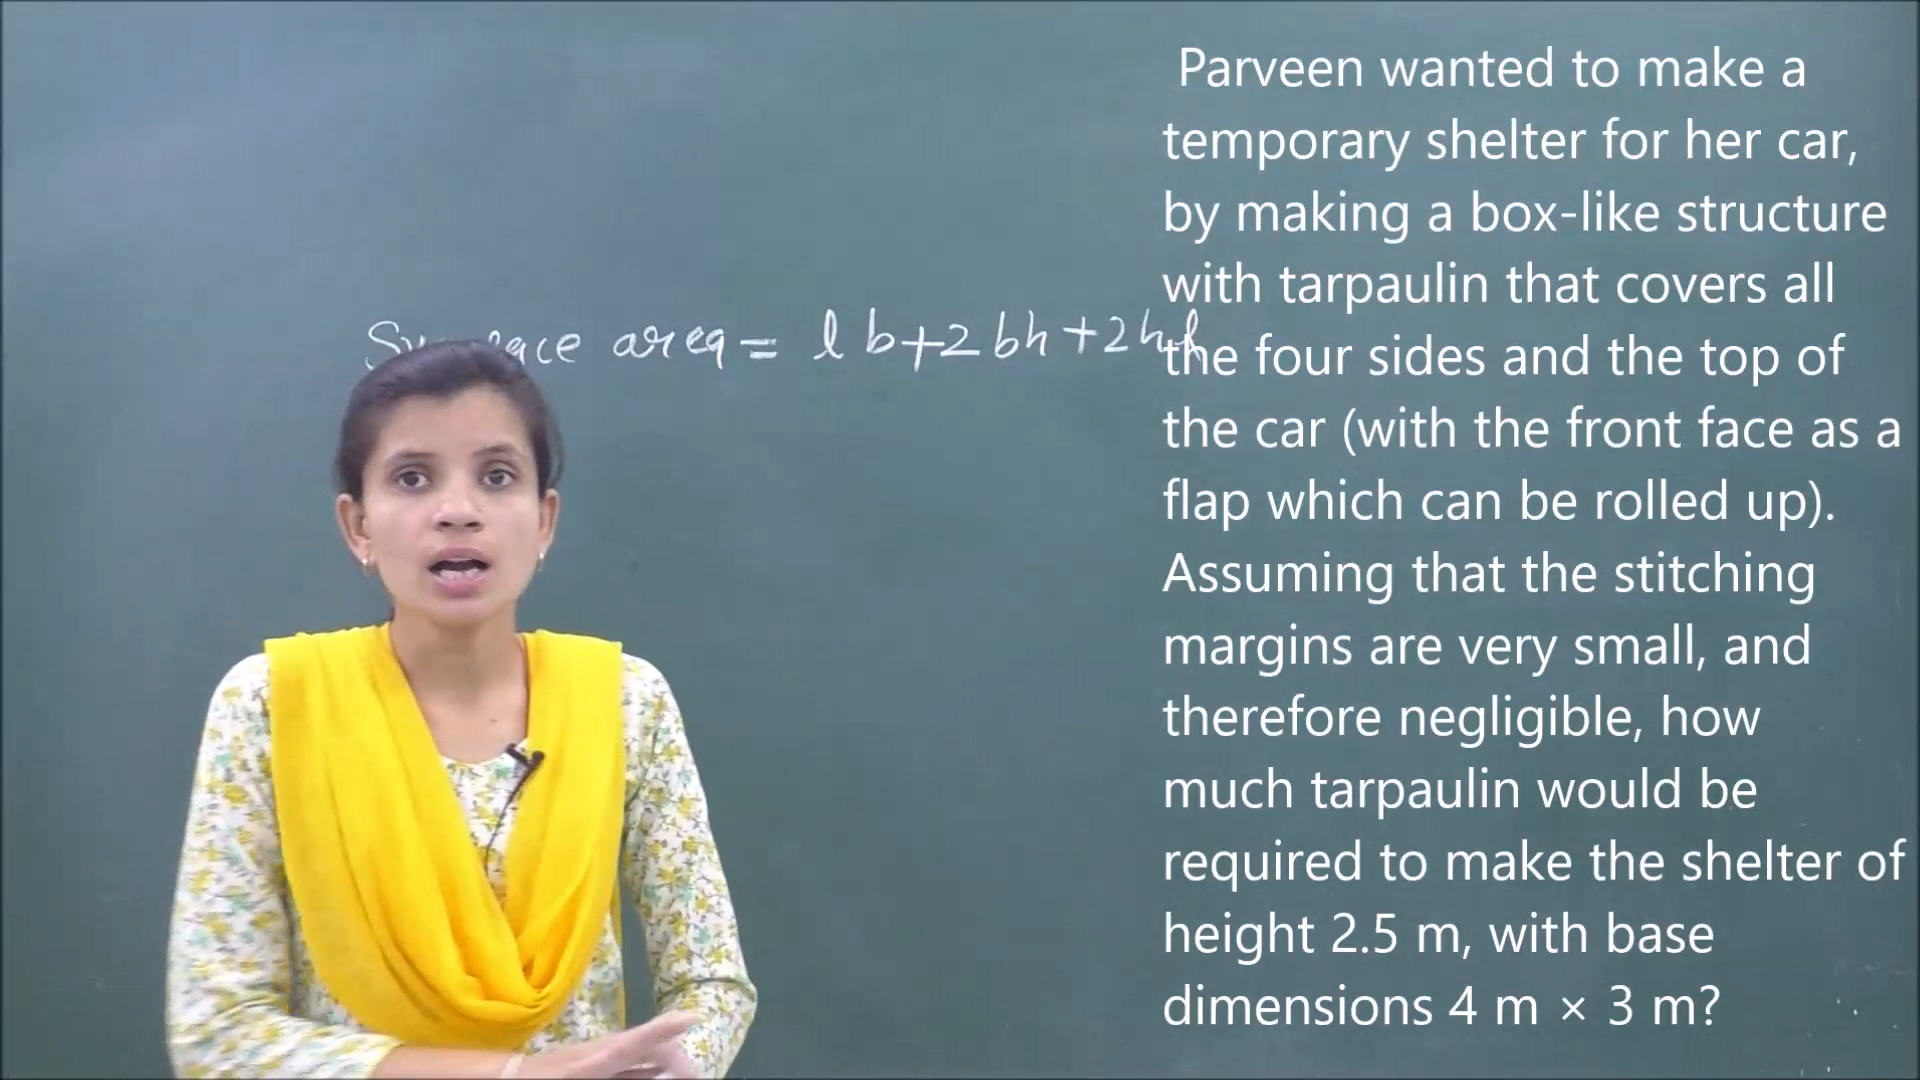 Parveen wanted to make a
temporary shelter for her car,
by making a box-like structure
with tarpaulin that covers all
the four sides and the top of
the car (with the front face as a
flap which can be rolled up).
Assuming that the stitching
margins are very small, and
therefore negligible, how
much tarpaulin would be
required to make the shelter of
height 2.5 m, with base
dimensions 4 m × 3 m?
area = l b + 2 bh + 2 h l